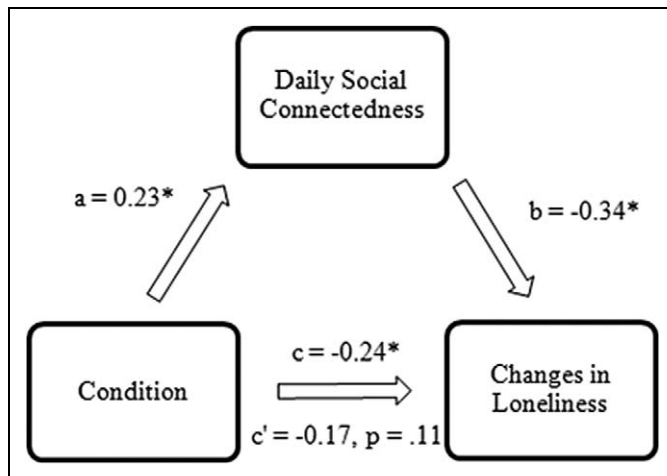 Daily Social
Connectedness
a = 0.23*
b = -0.34*
Condition
c = -0.24*
c' = -0.17, p = .11
Changes in
Loneliness